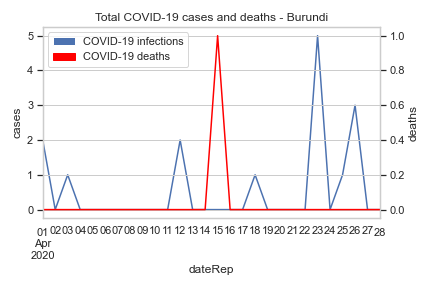 Total COVID-19 cases and deaths - Burundi
COVID-19 infections
COVID-19 deaths
cases
5
4
3
2
1
0
deaths
1.0
0.8
0.6
0.4
0.2
0.0
01 02 03 04 05 06 07 08 09 10 11 12 13 14 15 16 17 18 19 20 21 22 23 24 25 26 27 28
Apr
2020
dateRep